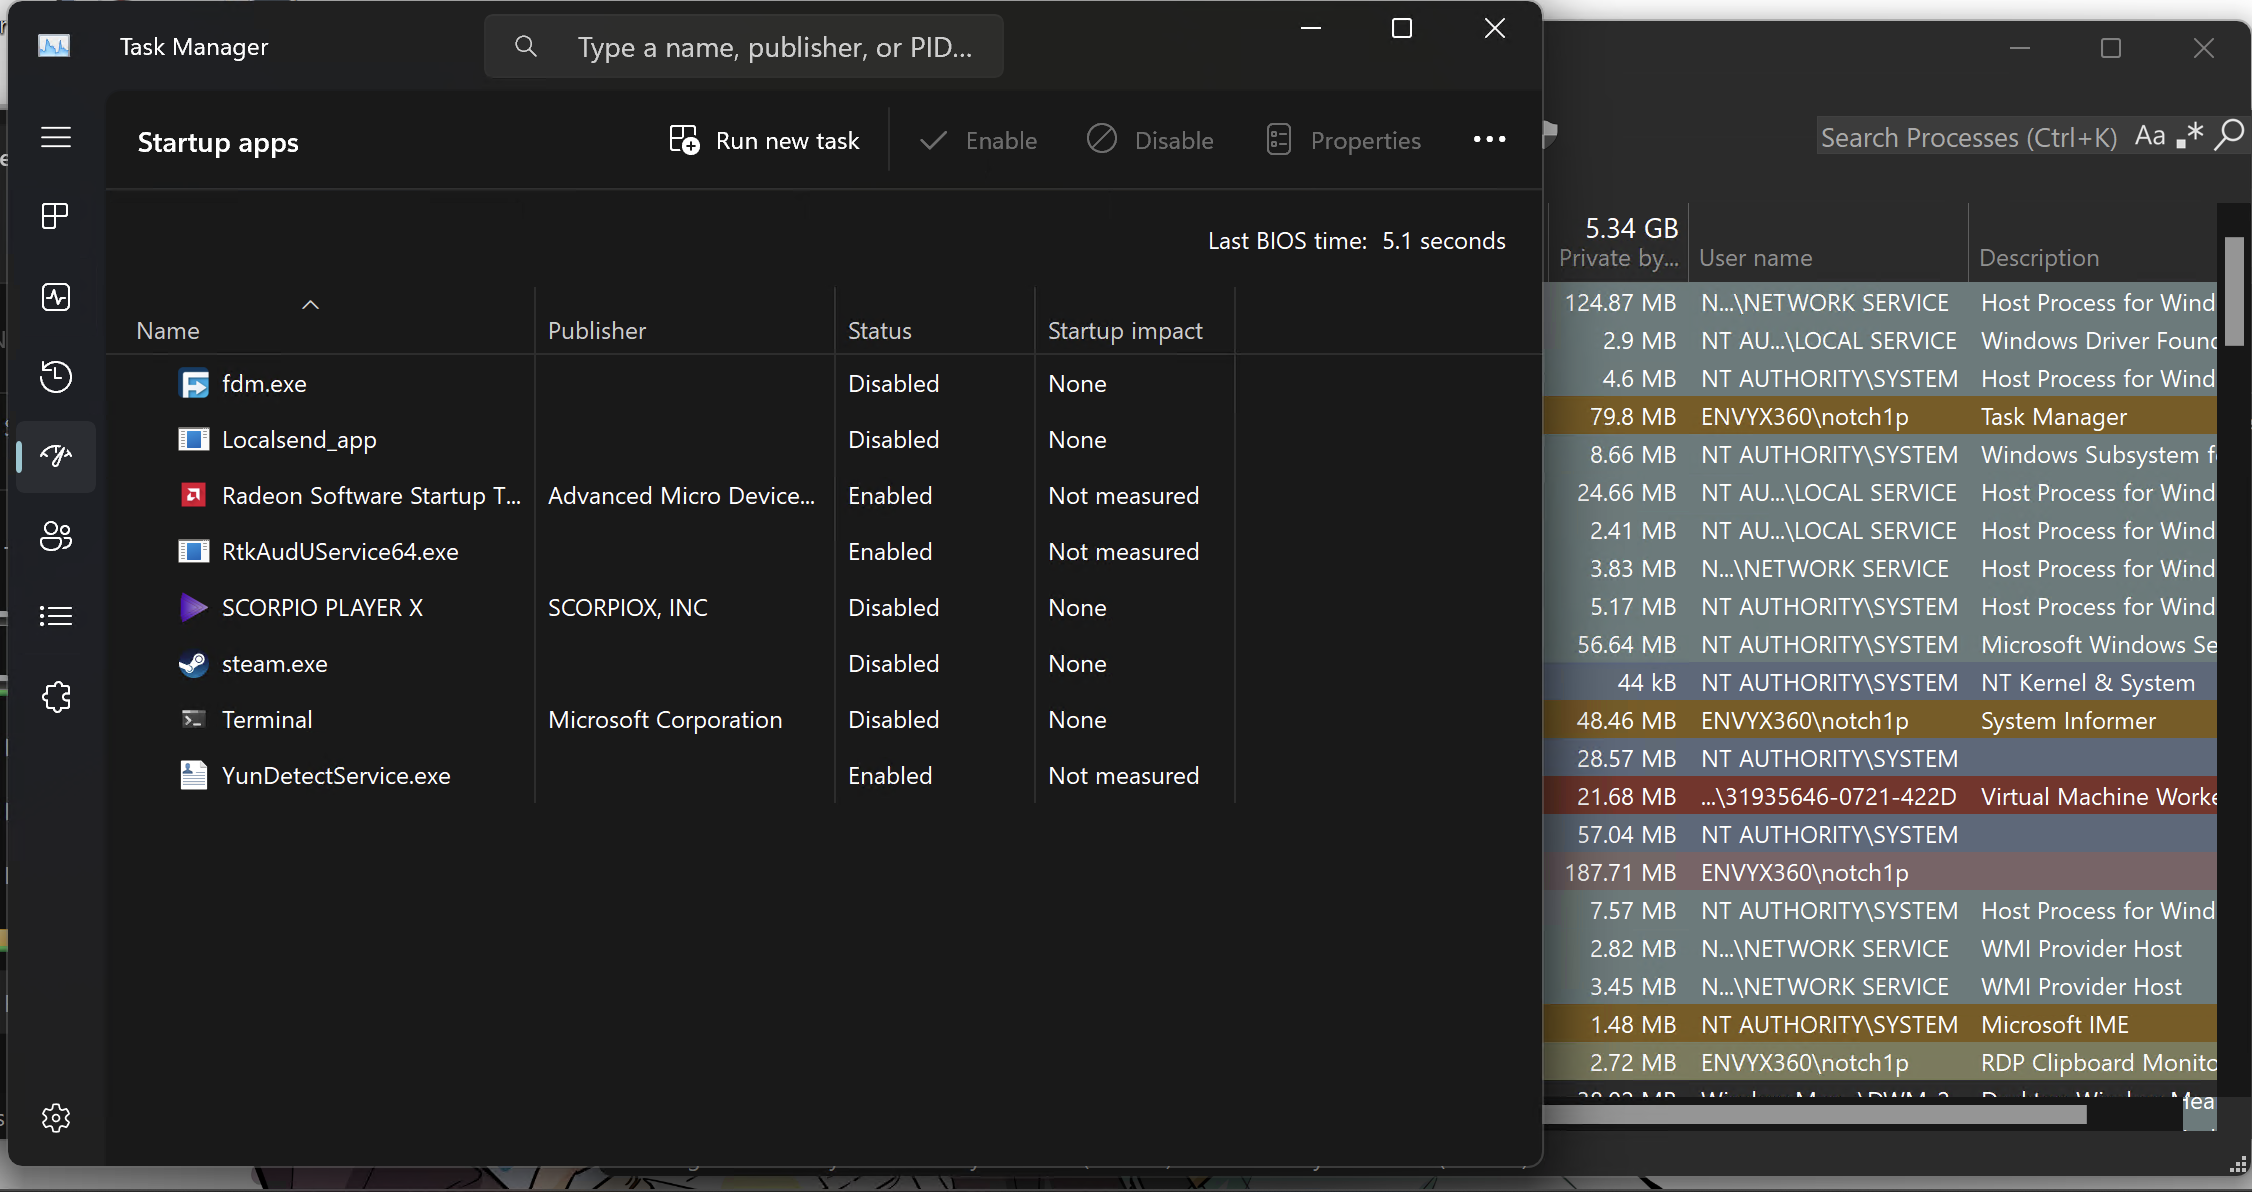 Task Manager
Type a name, publisher, or PID...
Startup apps
Run new task
Enable
Disable
Properties
Last BIOS time: 5.1 seconds
Name Publisher Status Startup impact
fdm.exe Disabled None
Localsend_app Disabled None
Radeon Software Startup T... Advanced Micro Device... Enabled Not measured
RtkAudUService64.exe Enabled Not measured
SCORPIO PLAYER X SCORPIOX, INC Disabled None
steam.exe Disabled None
Terminal Microsoft Corporation Disabled None
YunDetectService.exe Enabled Not measured
Search Processes (Ctrl+K) Aa .*
5.34 GB
Private by... User name Description
124.87 MB N...\NETWORK SERVICE Host Process for Wind
2.9 MB NT AU...\LOCAL SERVICE Windows Driver Found
4.6 MB NT AUTHORITY\SYSTEM Host Process for Wind
79.8 MB ENVYX360\notch1p Task Manager
8.66 MB NT AUTHORITY\SYSTEM Windows Subsystem f
24.66 MB NT AU...\LOCAL SERVICE Host Process for Wind
2.41 MB NT AU...\LOCAL SERVICE Host Process for Wind
3.83 MB N...\NETWORK SERVICE Host Process for Wind
5.17 MB NT AUTHORITY\SYSTEM Host Process for Wind
56.64 MB NT AUTHORITY\SYSTEM Microsoft Windows Se
44 kB NT AUTHORITY\SYSTEM NT Kernel & System
48.46 MB ENVYX360\notch1p System Informer
28.57 MB NT AUTHORITY\SYSTEM
21.68 MB ...\31935646-0721-422D Virtual Machine Worke
57.04 MB NT AUTHORITY\SYSTEM
187.71 MB ENVYX360\notch1p
7.57 MB NT AUTHORITY\SYSTEM Host Process for Wind
2.82 MB N...\NETWORK SERVICE WMI Provider Host
3.45 MB N...\NETWORK SERVICE WMI Provider Host
1.48 MB NT AUTHORITY\SYSTEM Microsoft IME
2.72 MB ENVYX360\notch1p RDP Clipboard Monito